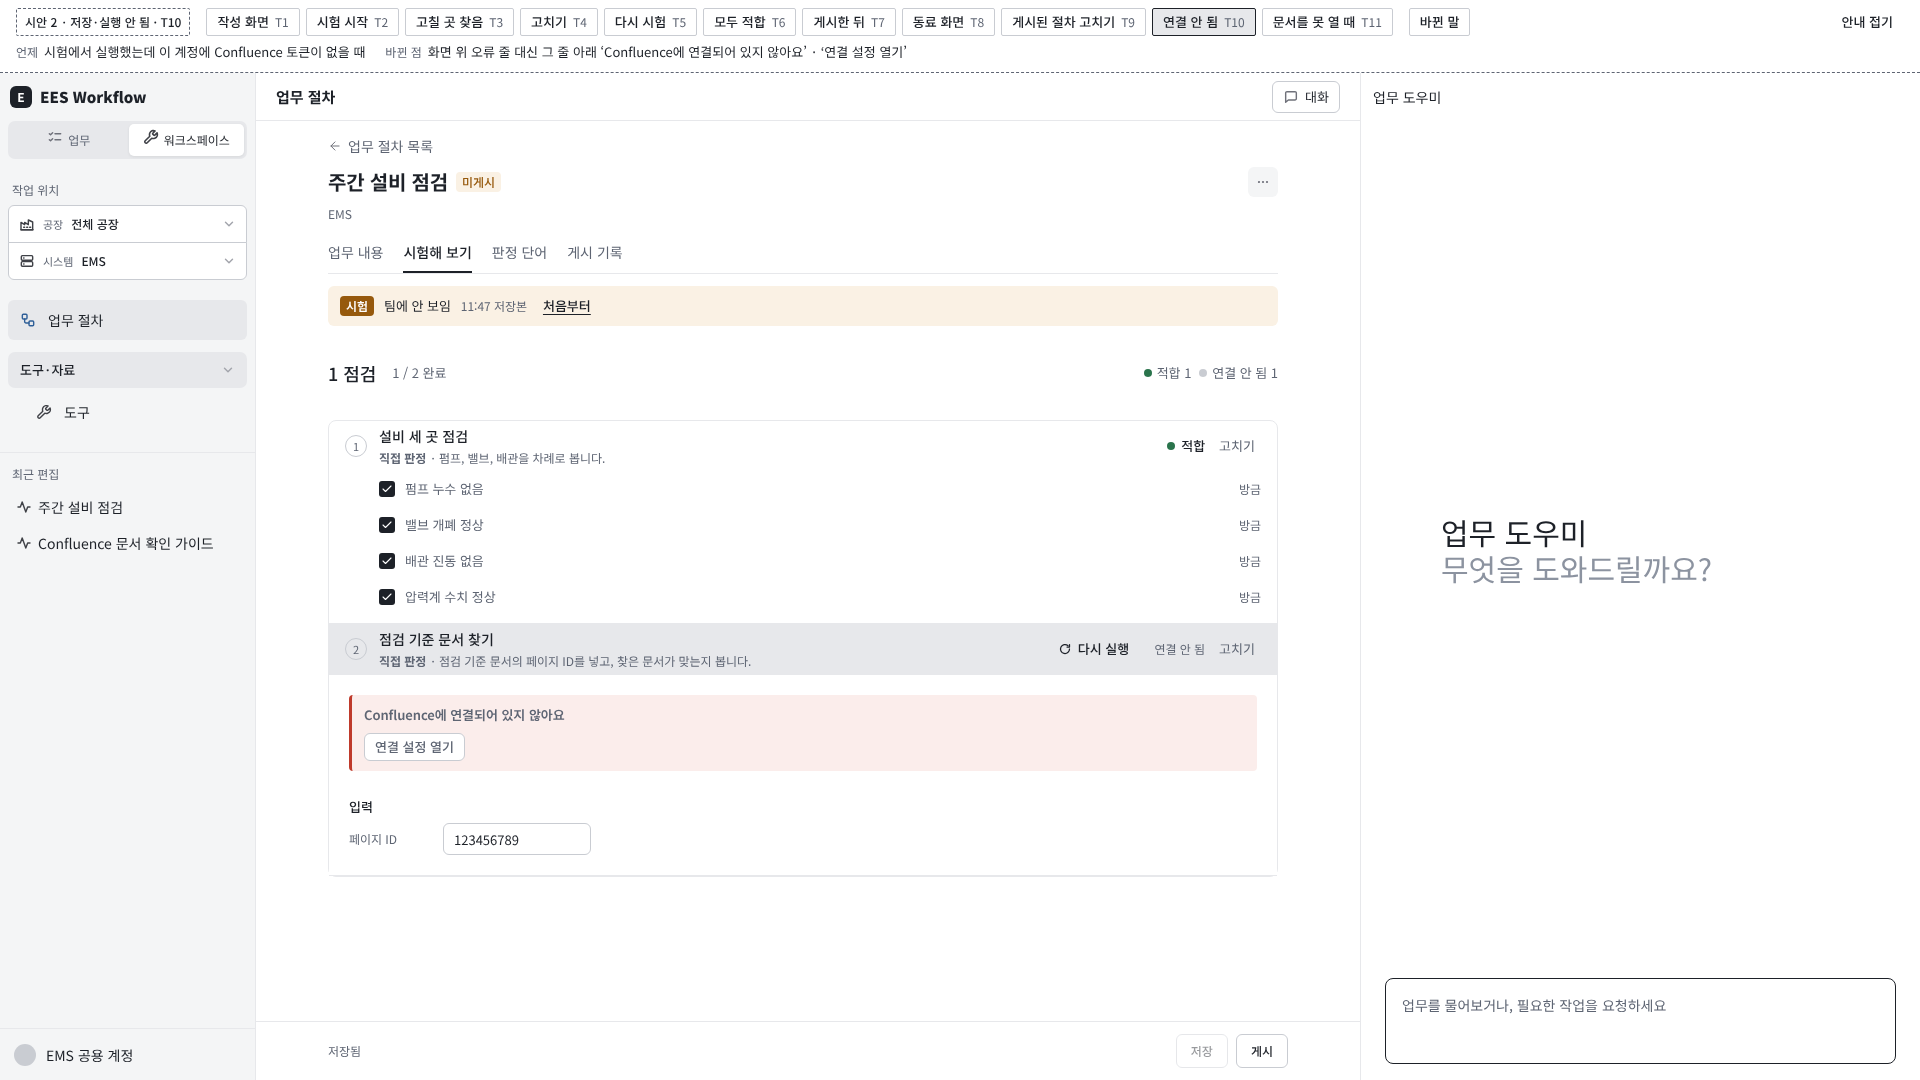 시안 2 · 저장·실행 안 됨 · T10
작성 화면 T1
시험 시작 T2
고칠 곳 찾음 T3
고치기 T4
다시 시험 T5
모두 적합 T6
게시한 뒤 T7
동료 화면 T8
게시된 절차 고치기 T9
연결 안 됨 T10
문서를 못 열 때 T11
바뀐 말
안내 접기
언제 시험에서 실행했는데 이 계정에 Confluence 토큰이 없을 때 바뀐 점 화면 위 오류 줄 대신 그 줄 아래 ‘Confluence에 연결되어 있지 않아요’ · ‘연결 설정 열기’
E EES Workflow
업무
워크스페이스
작업 위치
공장 전체 공장
시스템 EMS
업무 절차
도구·자료
도구
최근 편집
주간 설비 점검
Confluence 문서 확인 가이드
EMS 공용 계정
업무 절차
대화
← 업무 절차 목록
주간 설비 점검 미게시
...
EMS
업무 내용 시험해 보기 판정 단어 게시 기록
시험 팀에 안 보임 11:47 저장본 처음부터
1 점검 1 / 2 완료
적합 1 연결 안 됨 1
1 설비 세 곳 점검
직접 판정 · 펌프, 밸브, 배관을 차례로 봅니다.
적합 고치기
펌프 누수 없음 방금
밸브 개폐 정상 방금
배관 진동 없음 방금
압력계 수치 정상 방금
2 점검 기준 문서 찾기
직접 판정 · 점검 기준 문서의 페이지 ID를 넣고, 찾은 문서가 맞는지 봅니다.
다시 실행 연결 안 됨 고치기
Confluence에 연결되어 있지 않아요
연결 설정 열기
입력
페이지 ID 123456789
저장됨
저장
게시
업무 도우미
업무 도우미
무엇을 도와드릴까요?
업무를 물어보거나, 필요한 작업을 요청하세요